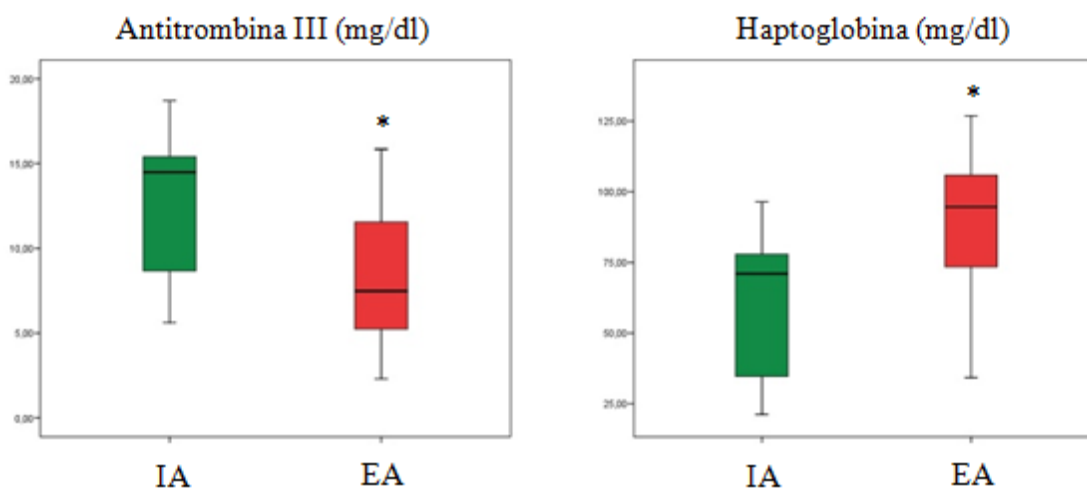 Antitrombina III (mg/dl)
20,00
15,00
10,00
5,00
0,00
*
IA
EA
Haptoglobina (mg/dl)
125,00
100,00
75,00
50,00
25,00
*
IA
EA